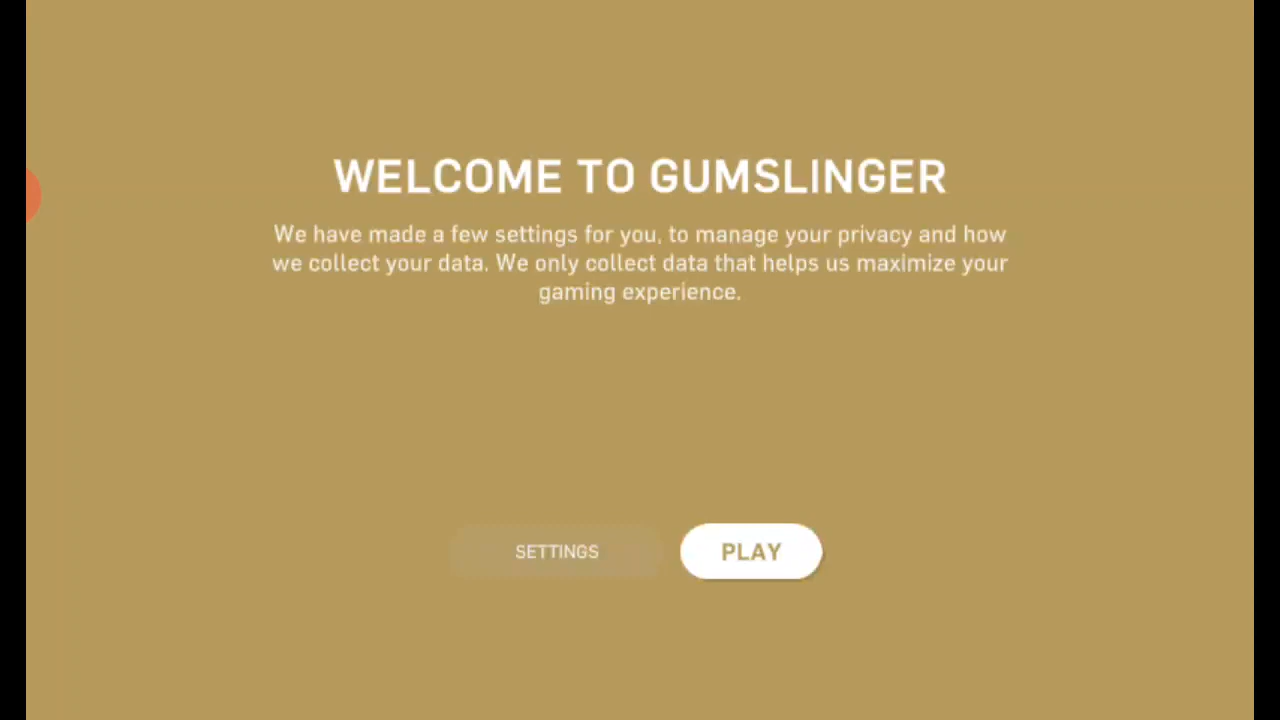 WELCOME TO GUMSLINGER
We have made a few settings for you, to manage your privacy and how
we collect your data. We only collect data that helps us maximize your
gaming experience.
SETTINGS
PLAY